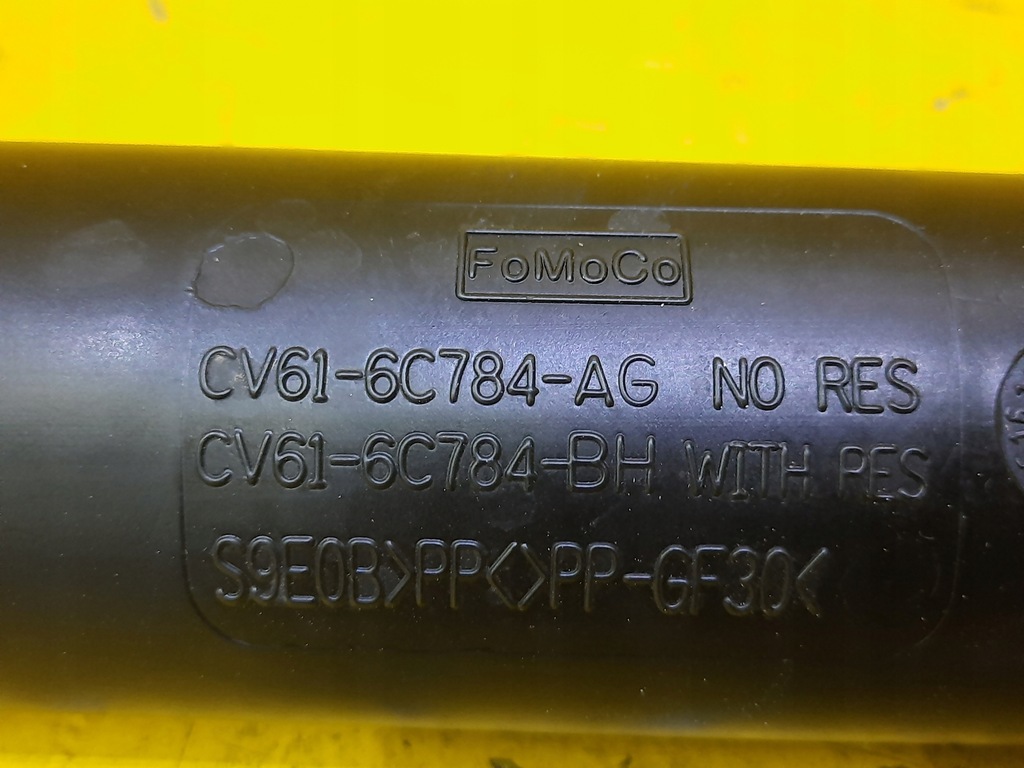 FoMoCo
CV61-6C784-AG NO RES
CV61-6C784-BH WITH RES
S9E0B>PP<>PP-GF30<